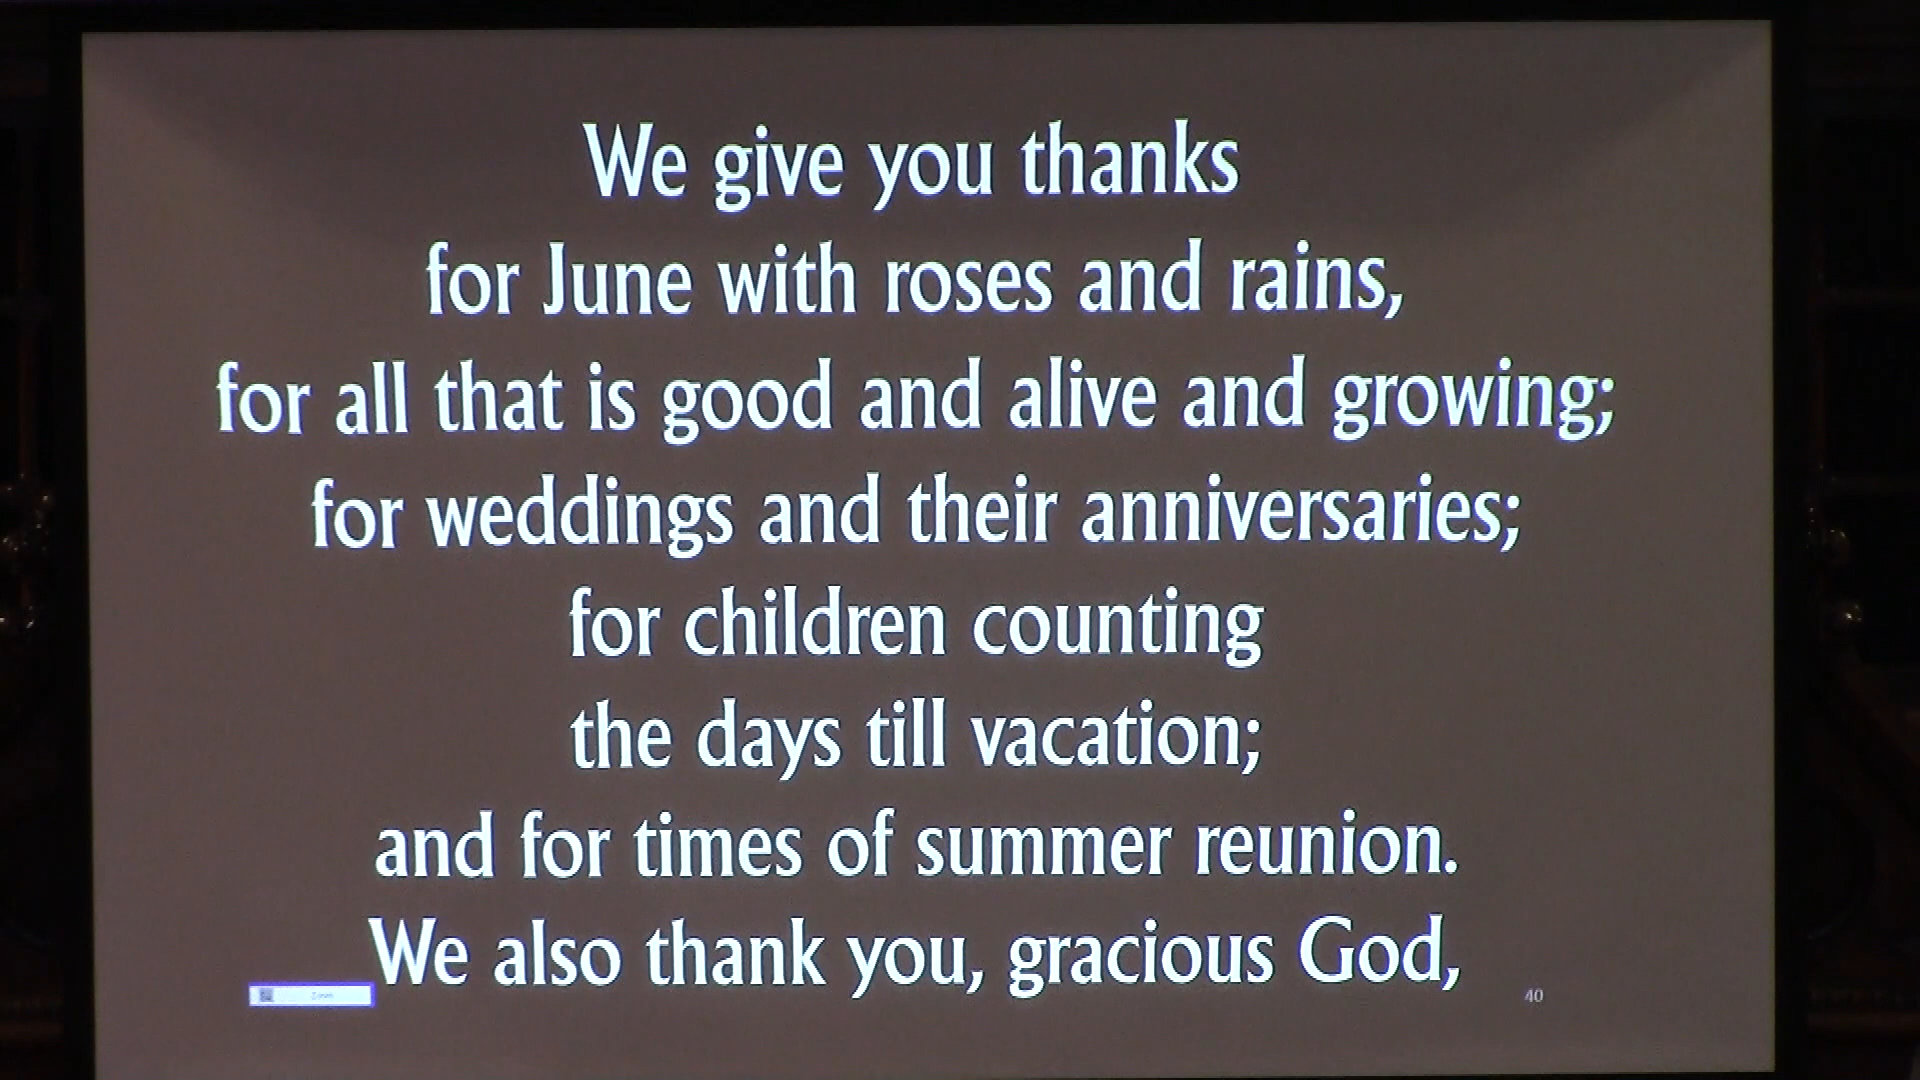 We give you thanks
for June with roses and rains,
for all that is good and alive and growing;
for weddings and their anniversaries;
for children counting
the days till vacation;
and for times of summer reunion.
We also thank you, gracious God,
40